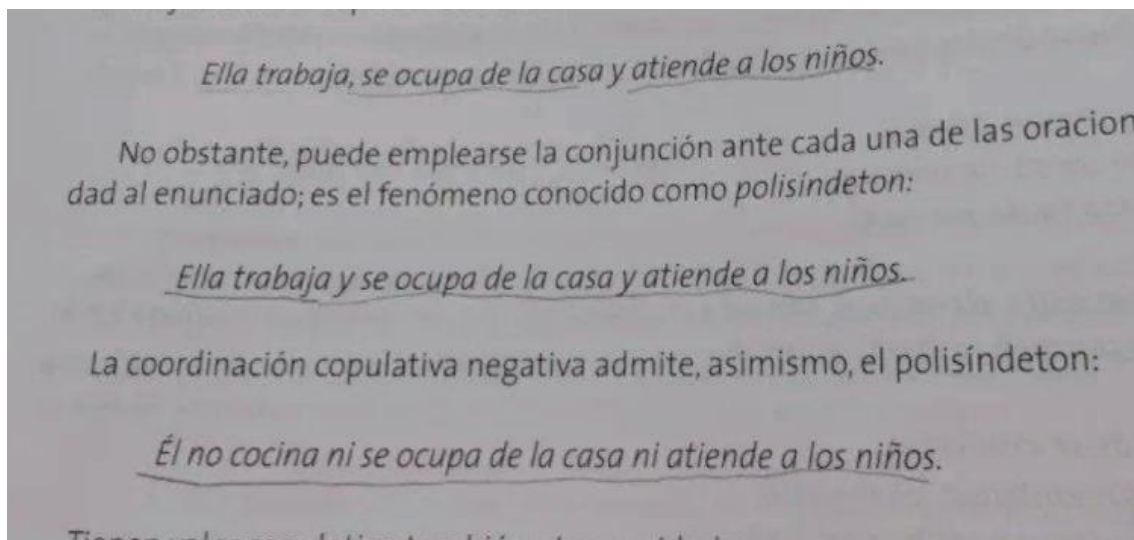 Ella trabaja, se ocupa de la casa y atiende a los niños.
No obstante, puede emplearse la conjunción ante cada una de las oracion
dad al enunciado; es el fenómeno conocido como polisíndeton:
Ella trabaja y se ocupa de la casa y atiende a los niños.
La coordinación copulativa negativa admite, asimismo, el polisíndeton:
Él no cocina ni se ocupa de la casa ni atiende a los niños.